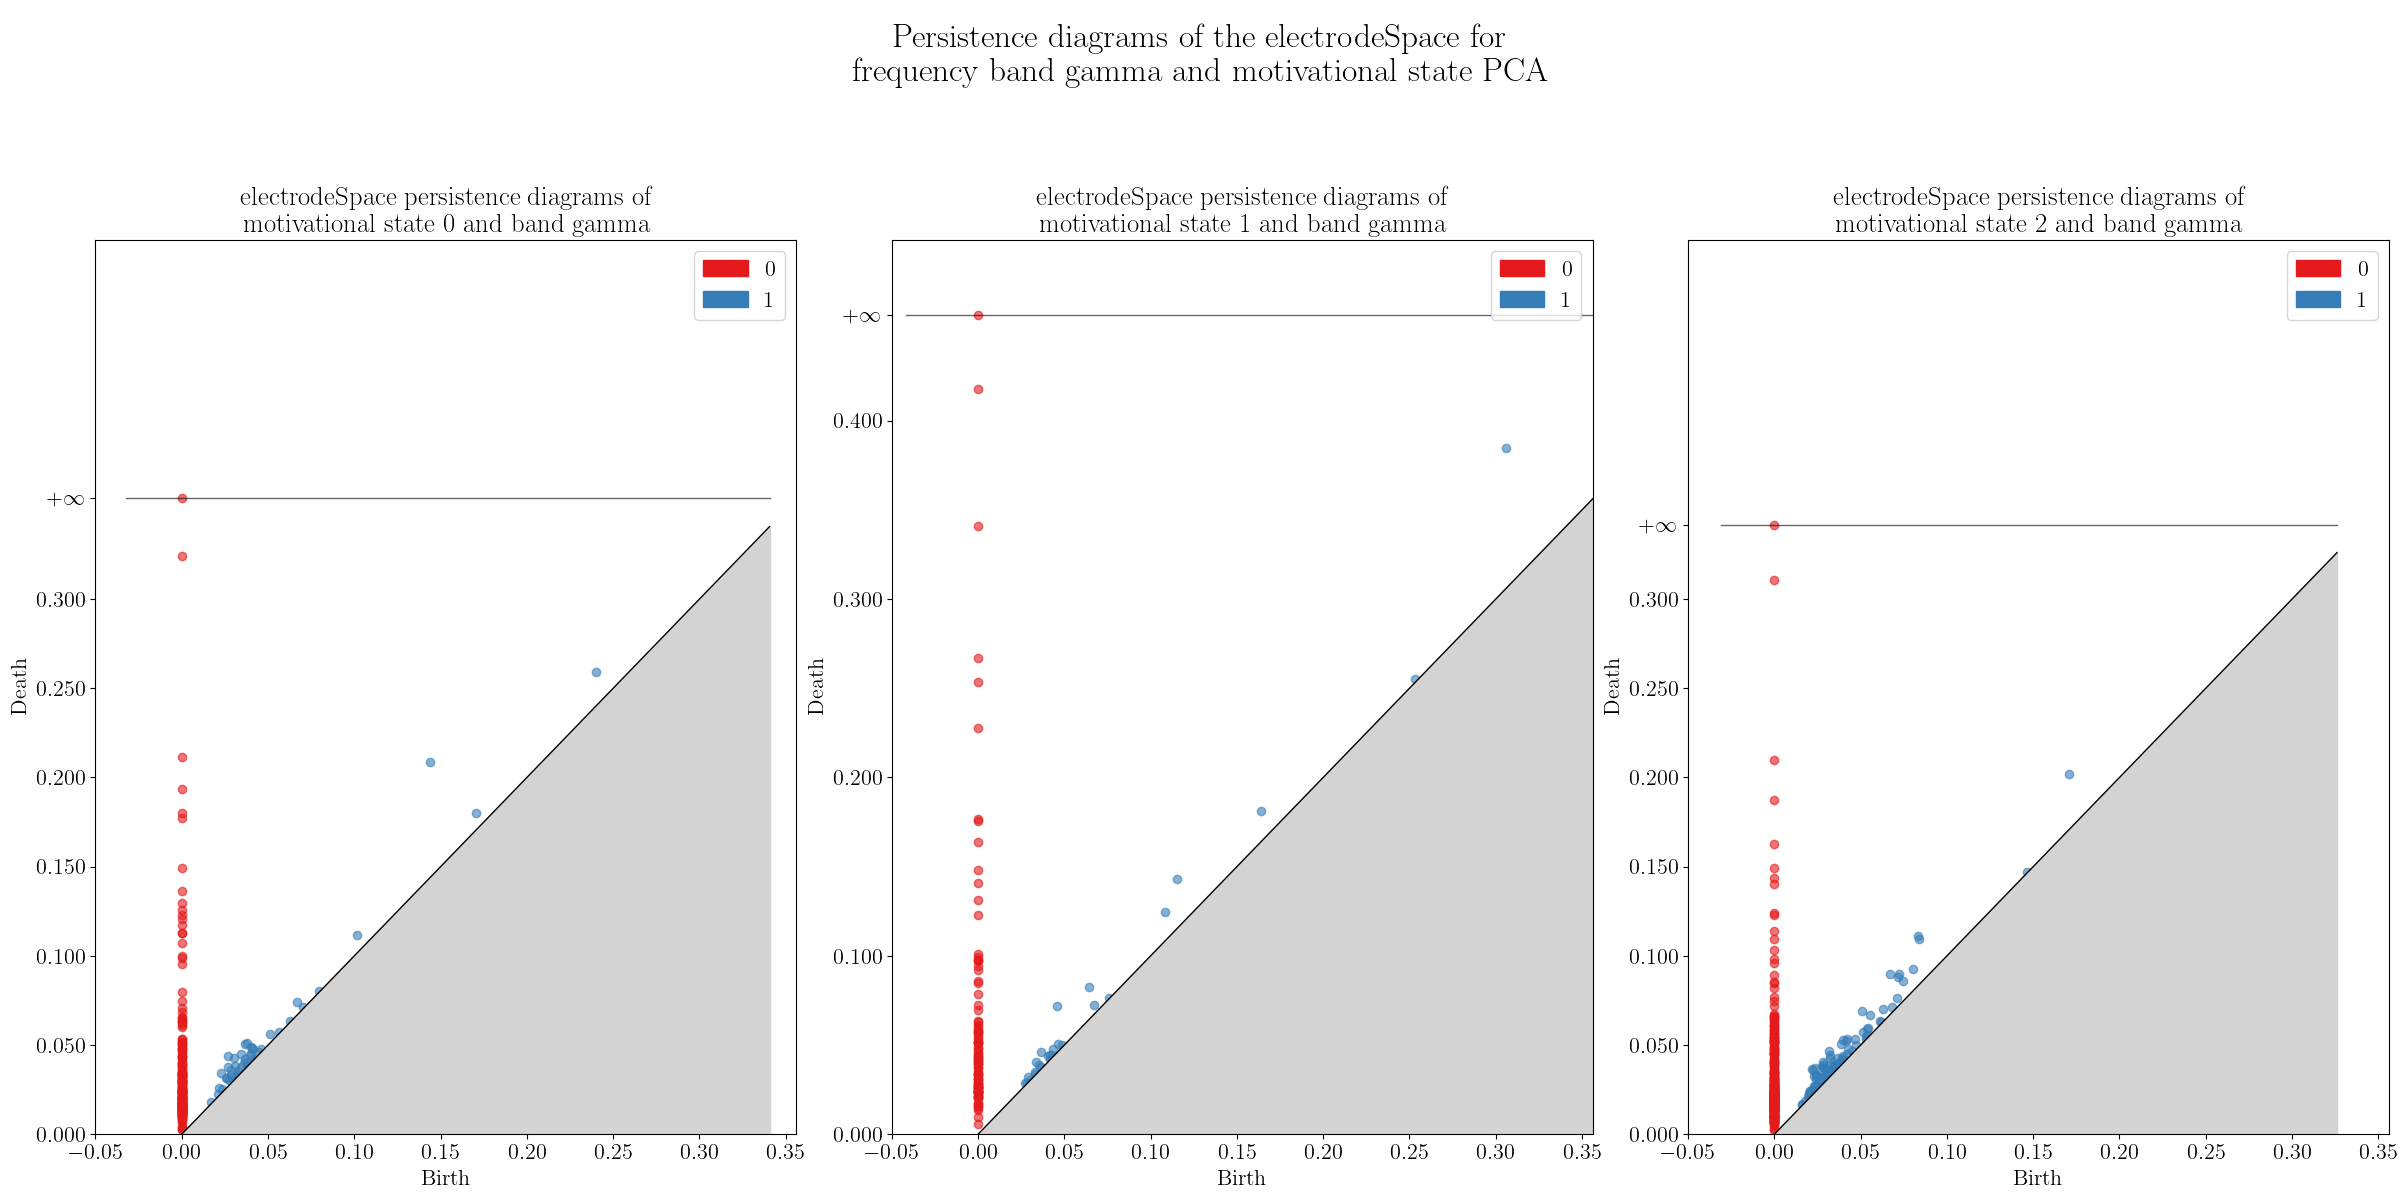 Persistence diagrams of the electrodeSpace for
frequency band gamma and motivational state PCA
electrodeSpace persistence diagrams of
motivational state 0 and band gamma
0
1
+∞
0.300
0.250
0.200
0.150
0.100
0.050
0.000
Death
−0.05 0.00 0.05 0.10 0.15 0.20 0.25 0.30 0.35
Birth
electrodeSpace persistence diagrams of
motivational state 1 and band gamma
0
1
+∞
0.400
0.300
0.200
0.100
0.000
Death
−0.05 0.00 0.05 0.10 0.15 0.20 0.25 0.30 0.35
Birth
electrodeSpace persistence diagrams of
motivational state 2 and band gamma
0
1
+∞
0.300
0.250
0.200
0.150
0.100
0.050
0.000
Death
−0.05 0.00 0.05 0.10 0.15 0.20 0.25 0.30 0.35
Birth